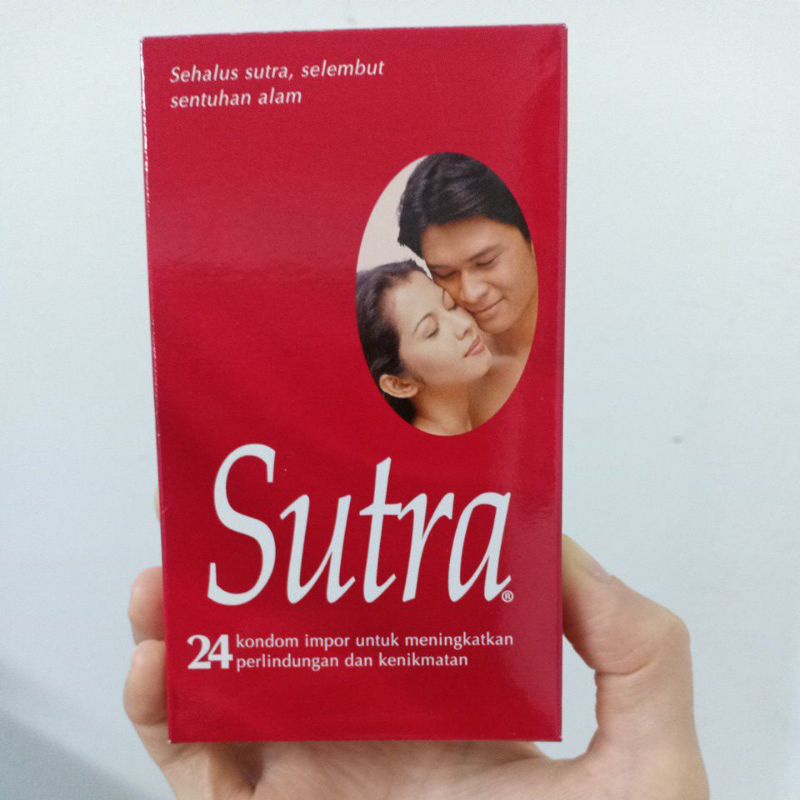 Sehalus sutra, selembut
sentuhan alam
Sutra®
24 kondom impor untuk meningkatkan
perlindungan dan kenikmatan